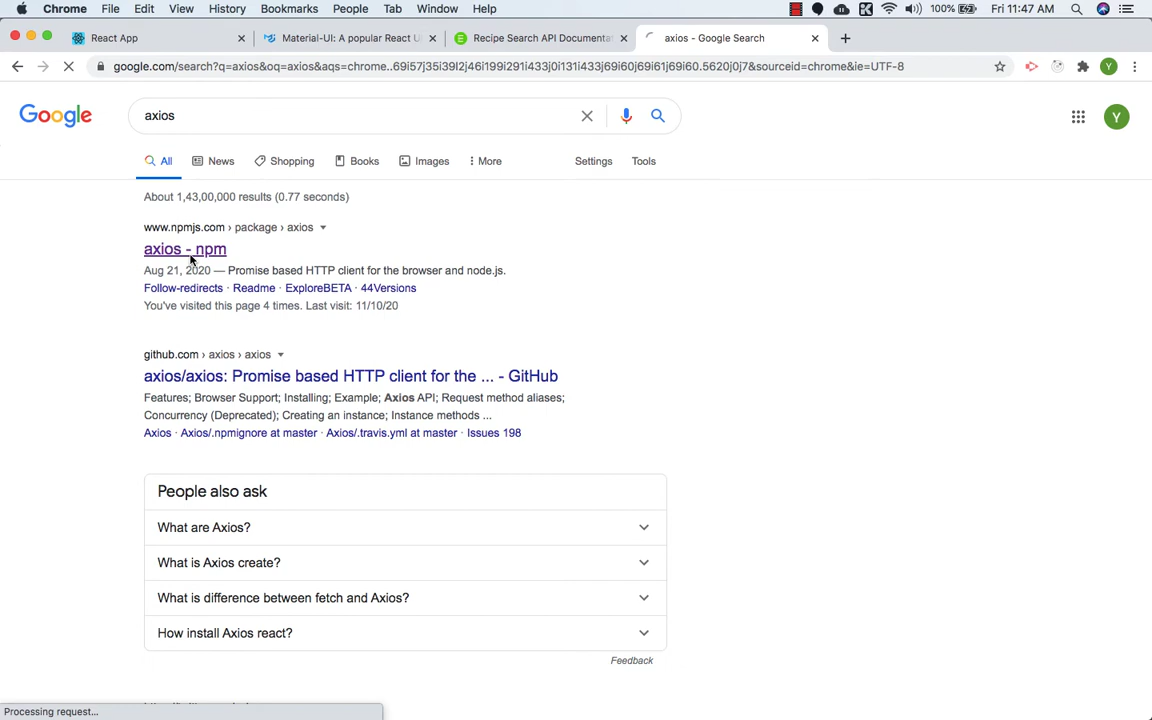 Chrome File Edit View History Bookmarks People Tab Window Help 100% Fri 11:47 AM
React App Material-UI: A popular React U Recipe Search API Documentat axios - Google Search
google.com/search?q=axios&oq=axios&aqs=chrome..69i57j35i39l2j46i199i291i433j0i131i433j69i60j69i61j69i60.5620j0j7&sourceid=chrome&ie=UTF-8 Y
Google axios Y
All News Shopping Books Images More Settings Tools
About 1,43,00,000 results (0.77 seconds)
www.npmjs.com › package › axios
axios - npm
Aug 21, 2020 — Promise based HTTP client for the browser and node.js.
Follow-redirects · Readme · ExploreBETA · 44Versions
You've visited this page 4 times. Last visit: 11/10/20
github.com › axios › axios
axios/axios: Promise based HTTP client for the ... - GitHub
Features; Browser Support; Installing; Example; Axios API; Request method aliases;
Concurrency (Deprecated); Creating an instance; Instance methods ...
Axios · Axios/.npmignore at master · Axios/.travis.yml at master · Issues 198
People also ask
What are Axios?
What is Axios create?
What is difference between fetch and Axios?
How install Axios react?
Feedback
Processing request...